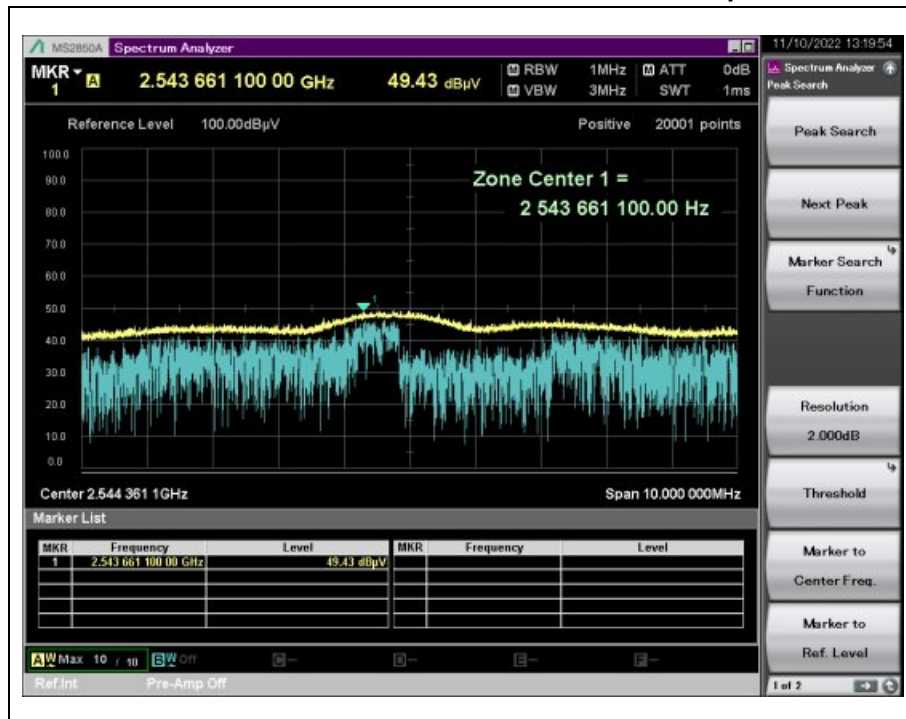 MS2850A Spectrum Analyzer
11/10/2022 13:19:54
MKR 1 A 2.543 661 100 00 GHz 49.43 dBµV
M RBW 1MHz M ATT 0dB
M VBW 3MHz SWT 1ms
Reference Level 100.00dBµV Positive 20001 points
Zone Center 1 =
2 543 661 100.00 Hz
100.0
90.0
80.0
70.0
60.0
50.0
40.0
30.0
20.0
10.0
0.0
1
Center 2.544 361 1GHz Span 10.000 000MHz
Marker List
MKR Frequency Level MKR Frequency Level
1 2.543 661 100 00 GHz 49.43 dBµV
A W Max 10 / 10 B W Off C – D – E – F –
Ref.Int Pre-Amp Off
Spectrum Analyzer
Peak Search
Peak Search
Next Peak
Marker Search
Function
Resolution
2.000dB
Threshold
Marker to
Center Freq.
Marker to
Ref. Level
1 of 2